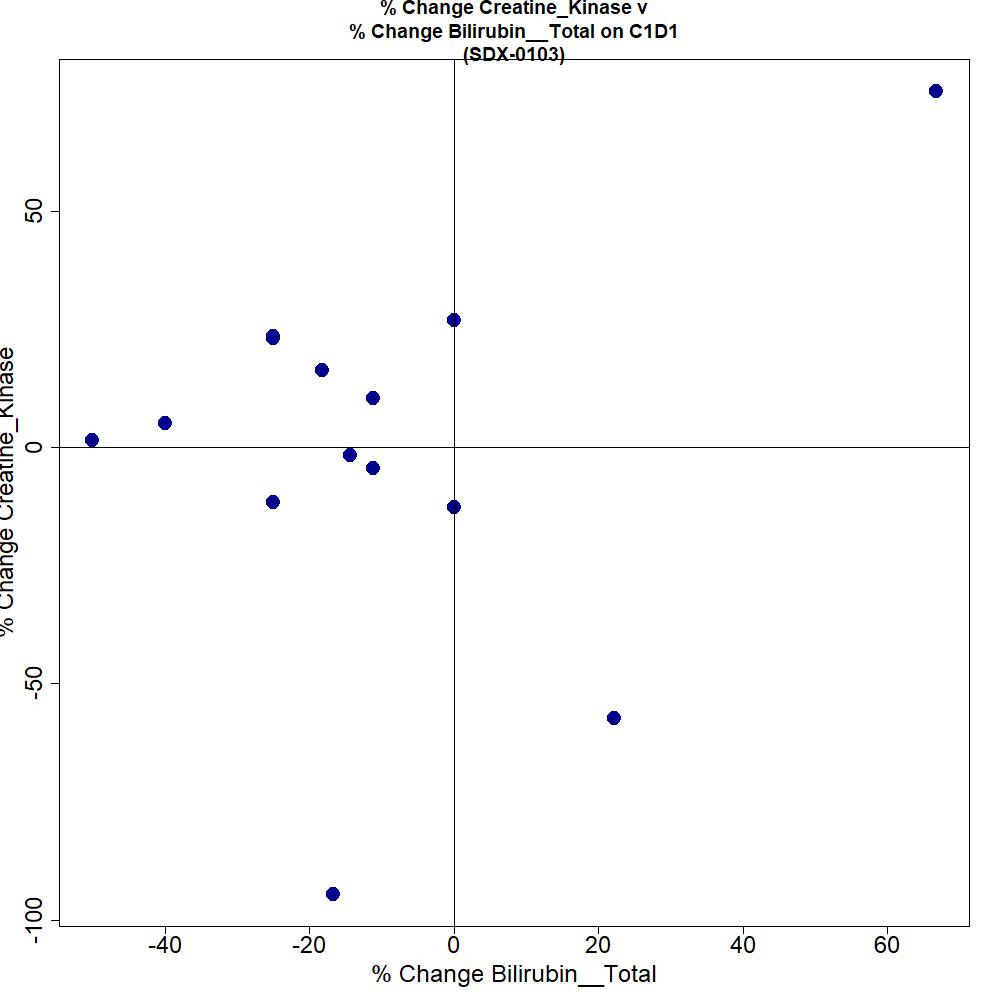 % Change Creatine_Kinase v
% Change Bilirubin__Total on C1D1
(SDX-0103)
% Change Creatine_Kinase
50
0
-50
-100
-40
-20
0
20
40
60
% Change Bilirubin__Total